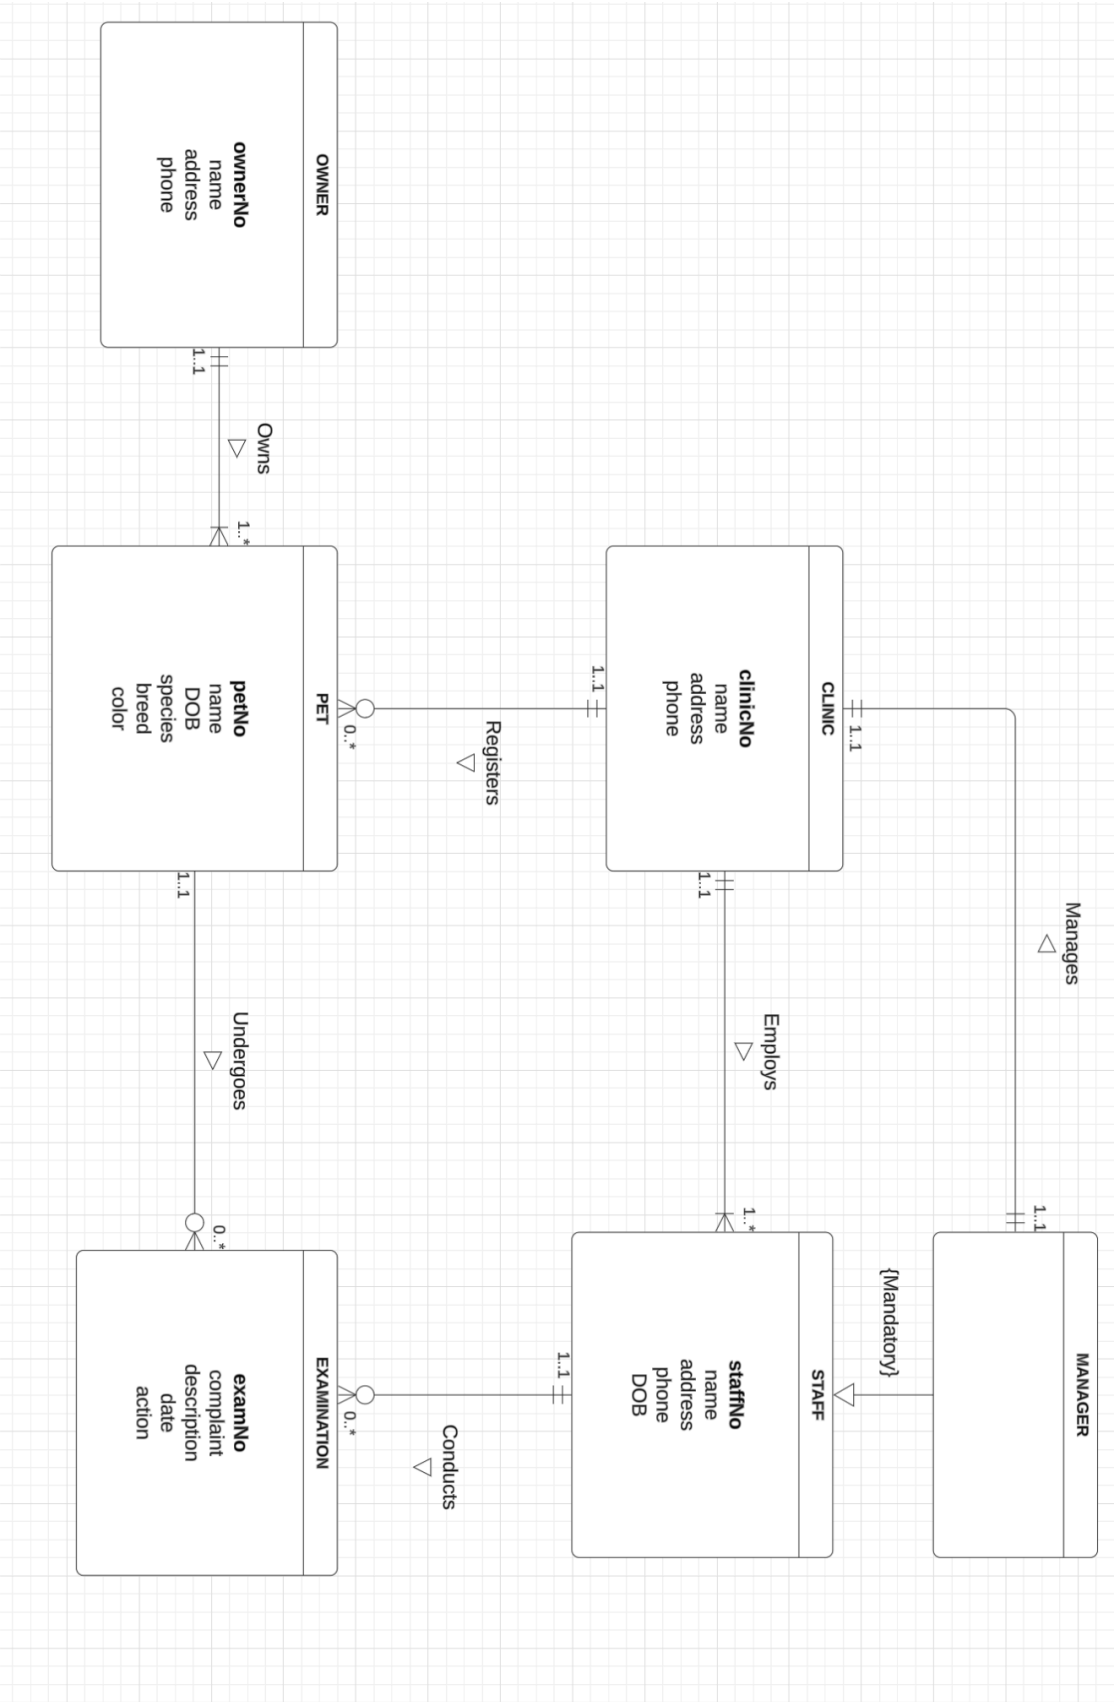 MANAGER
1..1
Manages
{Mandatory}
CLINIC
clinicNo
name
address
phone
1..1
1..1
1..1
Employs
1..*
STAFF
staffNo
name
address
phone
DOB
1..1
Registers
0..*
Conducts
0..*
OWNER
ownerNo
name
address
phone
1..1
Owns
1..*
PET
petNo
name
DOB
species
breed
color
1..1
Undergoes
0..*
EXAMINATION
examNo
complaint
description
date
action